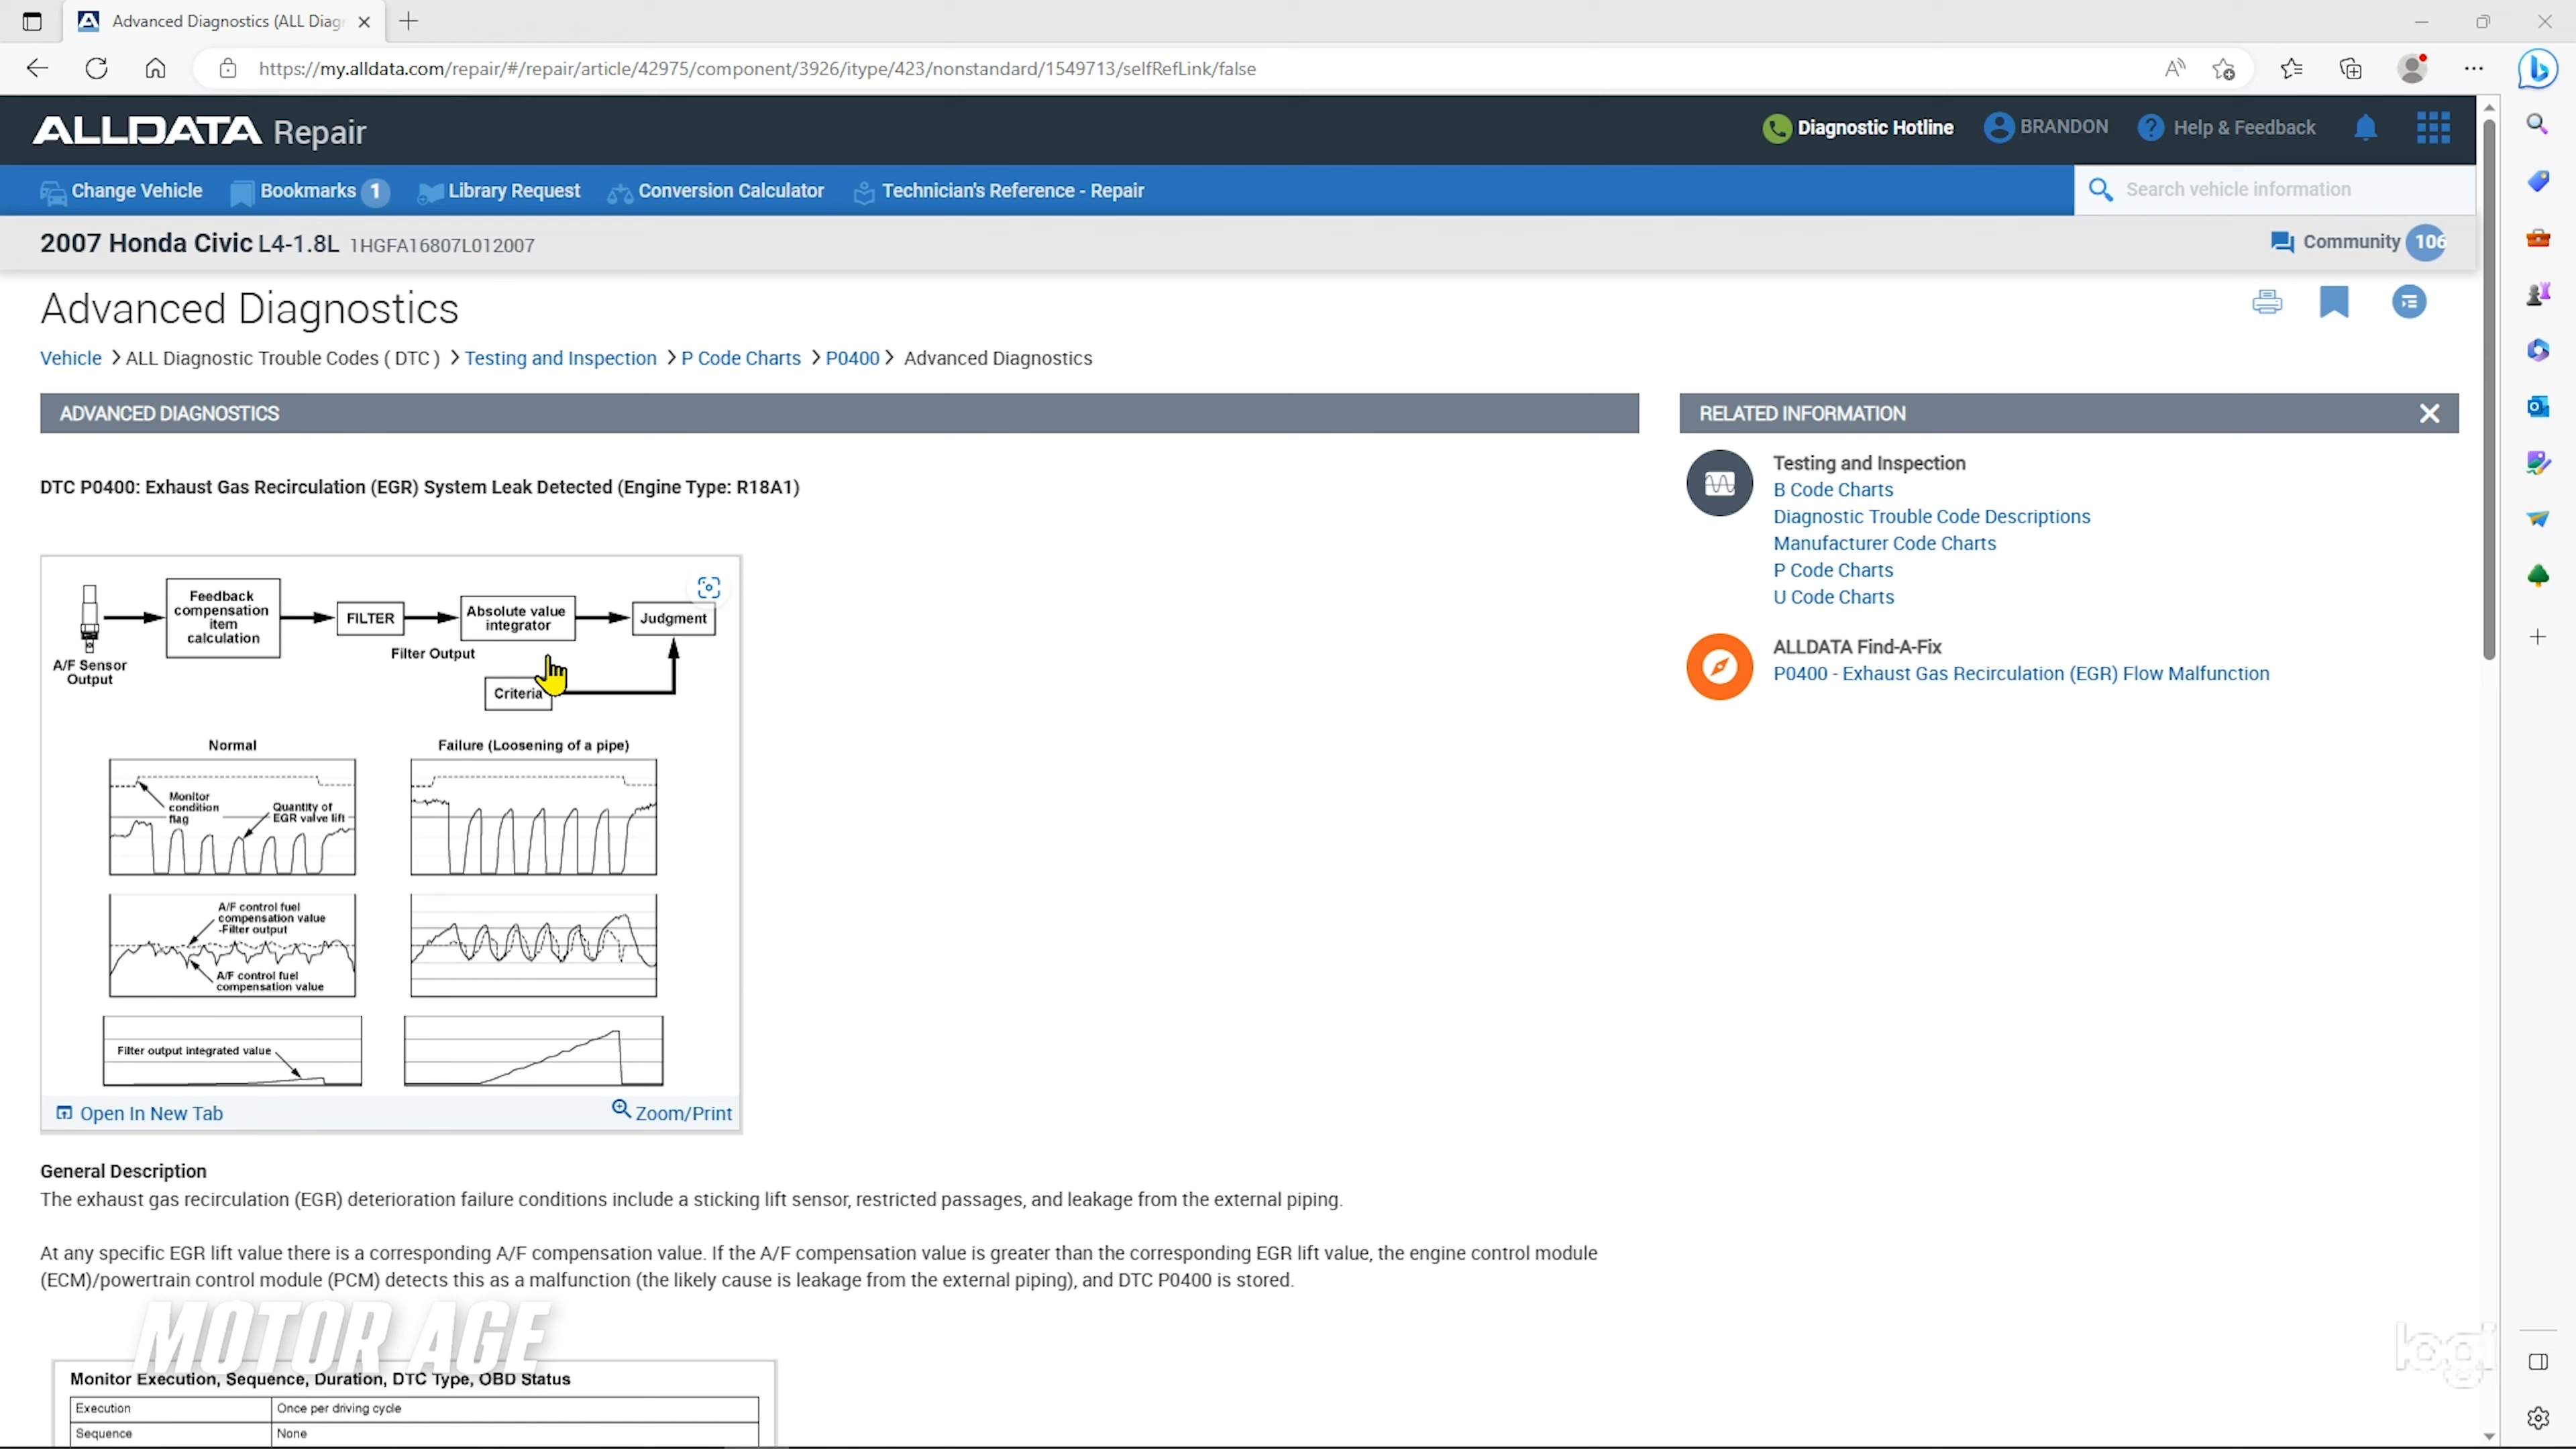 Advanced Diagnostics (ALL Diag
https://my.alldata.com/repair/#/repair/article/42975/component/3926/itype/423/nonstandard/1549713/selfRefLink/false
ALLDATA Repair
Diagnostic Hotline
BRANDON
Help & Feedback
Change Vehicle
Bookmarks 1
Library Request
Conversion Calculator
Technician's Reference - Repair
Search vehicle information
2007 Honda Civic L4-1.8L 1HGFA16807L012007
Community 106
Advanced Diagnostics
Vehicle > ALL Diagnostic Trouble Codes ( DTC ) > Testing and Inspection > P Code Charts > P0400 > Advanced Diagnostics
ADVANCED DIAGNOSTICS
DTC P0400: Exhaust Gas Recirculation (EGR) System Leak Detected (Engine Type: R18A1)
A/F Sensor
Output
Feedback
compensation
item
calculation
FILTER
Filter Output
Absolute value
integrator
Judgment
Criteria
Normal
Failure (Loosening of a pipe)
Monitor
condition
flag
Quantity of
EGR valve lift
A/F control fuel
compensation value
-Filter output
A/F control fuel
compensation value
Filter output integrated value
Open In New Tab
Zoom/Print
General Description
The exhaust gas recirculation (EGR) deterioration failure conditions include a sticking lift sensor, restricted passages, and leakage from the external piping.
At any specific EGR lift value there is a corresponding A/F compensation value. If the A/F compensation value is greater than the corresponding EGR lift value, the engine control module
(ECM)/powertrain control module (PCM) detects this as a malfunction (the likely cause is leakage from the external piping), and DTC P0400 is stored.
MOTOR AGE
Monitor Execution, Sequence, Duration, DTC Type, OBD Status
Execution Once per driving cycle
Sequence None
RELATED INFORMATION
Testing and Inspection
B Code Charts
Diagnostic Trouble Code Descriptions
Manufacturer Code Charts
P Code Charts
U Code Charts
ALLDATA Find-A-Fix
P0400 - Exhaust Gas Recirculation (EGR) Flow Malfunction
logi